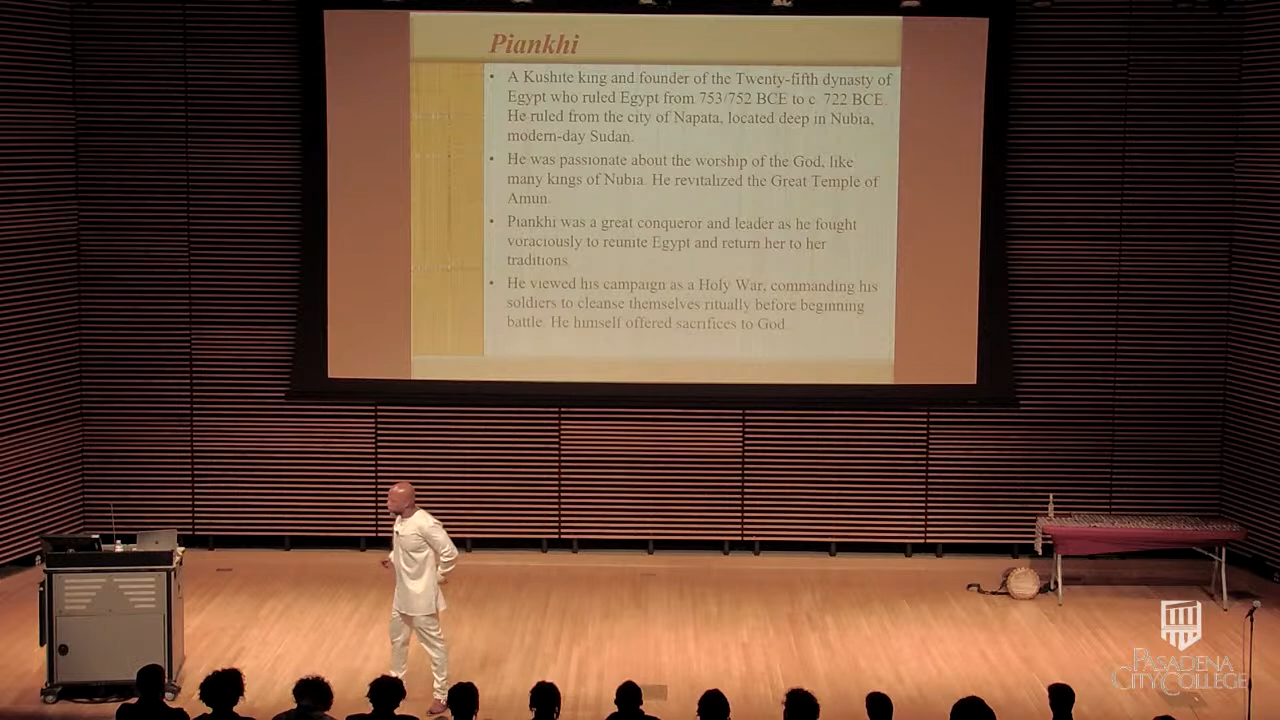 Piankhi
• A Kushite king and founder of the Twenty-fifth dynasty of
Egypt who ruled Egypt from 753/752 BCE to c. 722 BCE.
He ruled from the city of Napata, located deep in Nubia,
modern-day Sudan.
• He was passionate about the worship of the God, like
many kings of Nubia. He revitalized the Great Temple of
Amun.
• Piankhi was a great conqueror and leader as he fought
voraciously to reunite Egypt and return her to her
traditions.
• He viewed his campaign as a Holy War, commanding his
soldiers to cleanse themselves ritually before beginning
battle. He himself offered sacrifices to God.
PASADENA
CITY COLLEGE